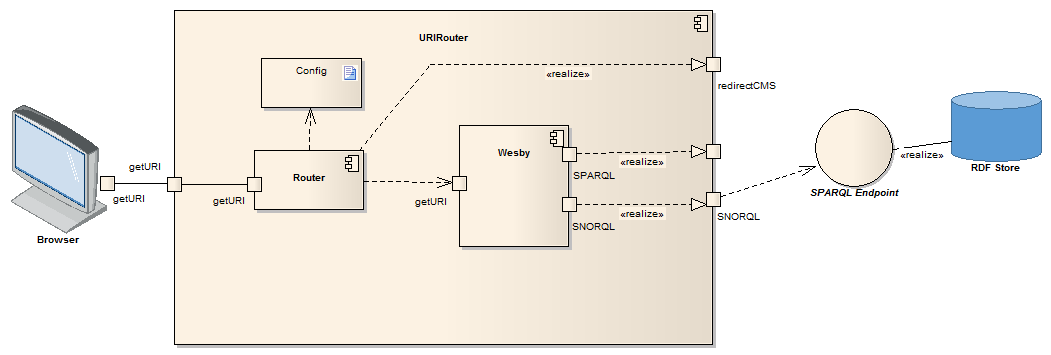 URIRouter
Config
«realize»
redirectCMS
getURI
getURI
Browser
getURI
Router
getURI
Wesby
SPARQL
«realize»
SNORQL
«realize»
SNORQL
SPARQL Endpoint
«realize»
RDF Store